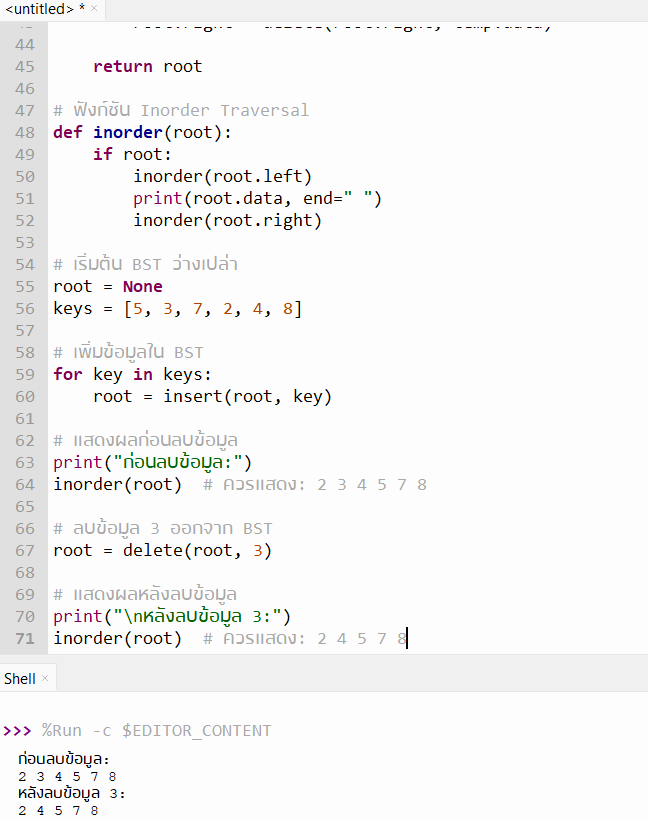 <untitled> * ×
44
45 return root
46
47 # ฟังก์ชัน Inorder Traversal
48 def inorder(root):
49 if root:
50 inorder(root.left)
51 print(root.data, end=" ")
52 inorder(root.right)
53
54 # เริ่มต้น BST ว่างเปล่า
55 root = None
56 keys = [5, 3, 7, 2, 4, 8]
57
58 # เพิ่มข้อมูลใน BST
59 for key in keys:
60 root = insert(root, key)
61
62 # แสดงผลก่อนลบข้อมูล
63 print("ก่อนลบข้อมูล:")
64 inorder(root) # ควรแสดง: 2 3 4 5 7 8
65
66 # ลบข้อมูล 3 ออกจาก BST
67 root = delete(root, 3)
68
69 # แสดงผลหลังลบข้อมูล
70 print("\nหลังลบข้อมูล 3:")
71 inorder(root) # ควรแสดง: 2 4 5 7 8
Shell ×
>>> %Run -c $EDITOR_CONTENT
ก่อนลบข้อมูล:
2 3 4 5 7 8
หลังลบข้อมูล 3:
2 4 5 7 8